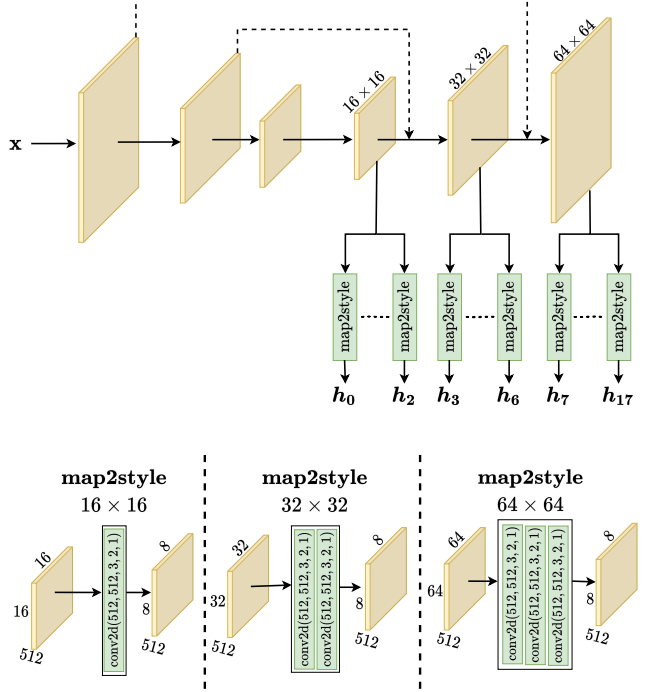 16 × 16
32 × 32
64 × 64
x
map2style
map2style
map2style
map2style
map2style
map2style
h0
h2
h3
h6
h7
h17
map2style
16 × 16
16
16
512
conv2d(512, 512, 3, 2, 1)
8
8
512
map2style
32 × 32
32
32
512
conv2d(512, 512, 3, 2, 1)
conv2d(512, 512, 3, 2, 1)
8
8
512
map2style
64 × 64
64
64
512
conv2d(512, 512, 3, 2, 1)
conv2d(512, 512, 3, 2, 1)
conv2d(512, 512, 3, 2, 1)
8
8
512